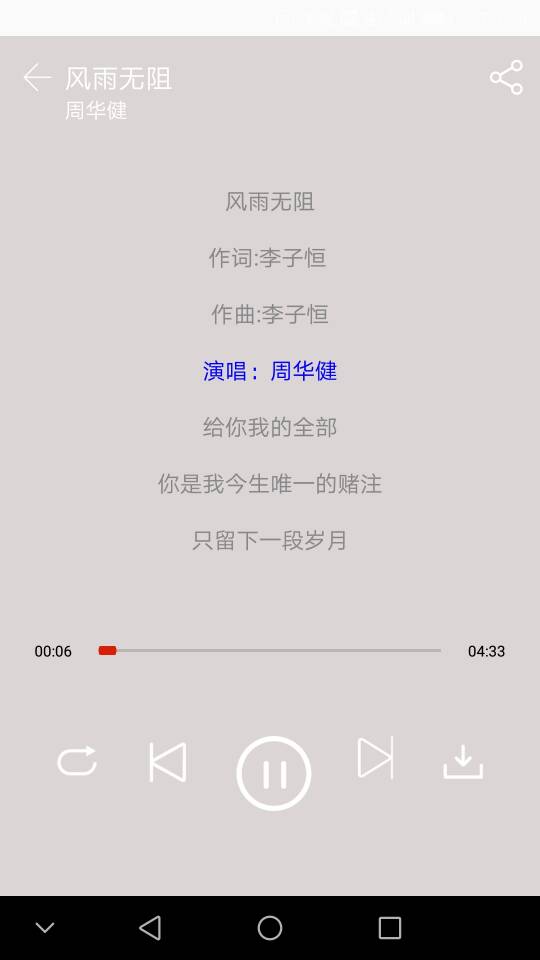 风雨无阻
周华健
风雨无阻
作词:李子恒
作曲:李子恒
演唱：周华健
给你我的全部
你是我今生唯一的赌注
只留下一段岁月
00:06
04:33